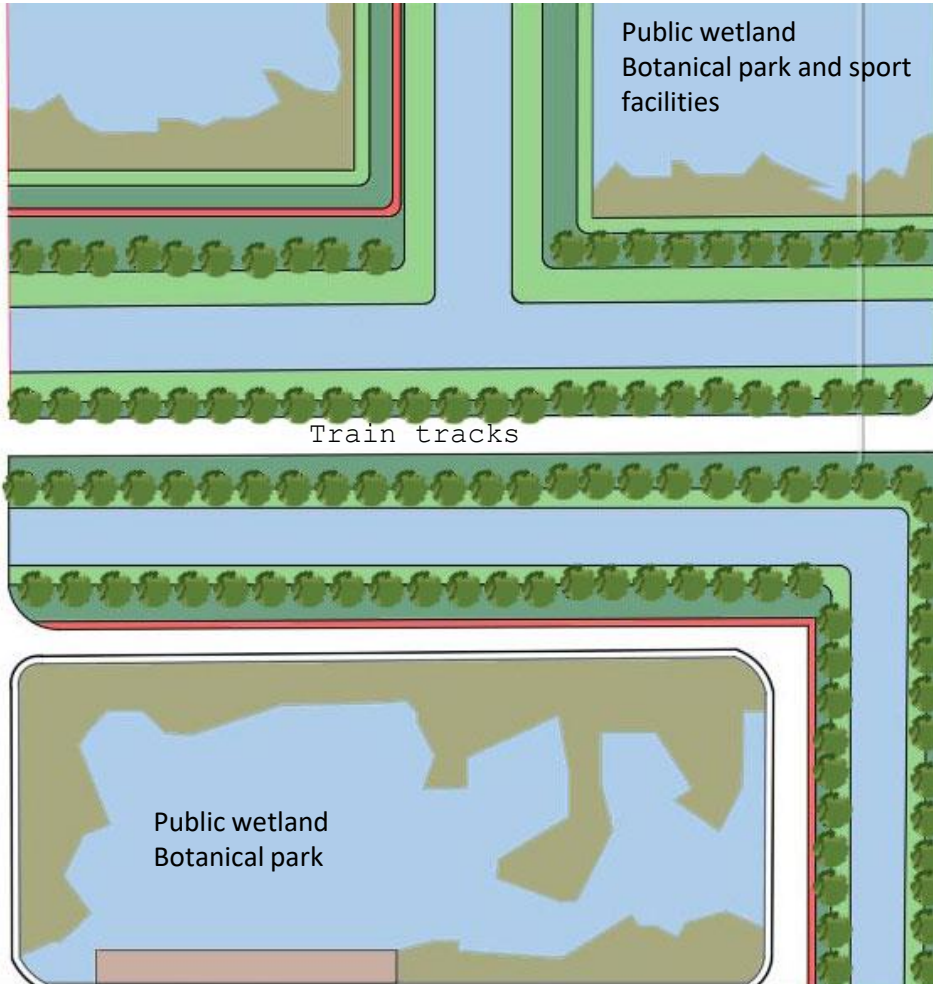 Public wetland
Botanical park and sport
facilities
Train tracks
Public wetland
Botanical park